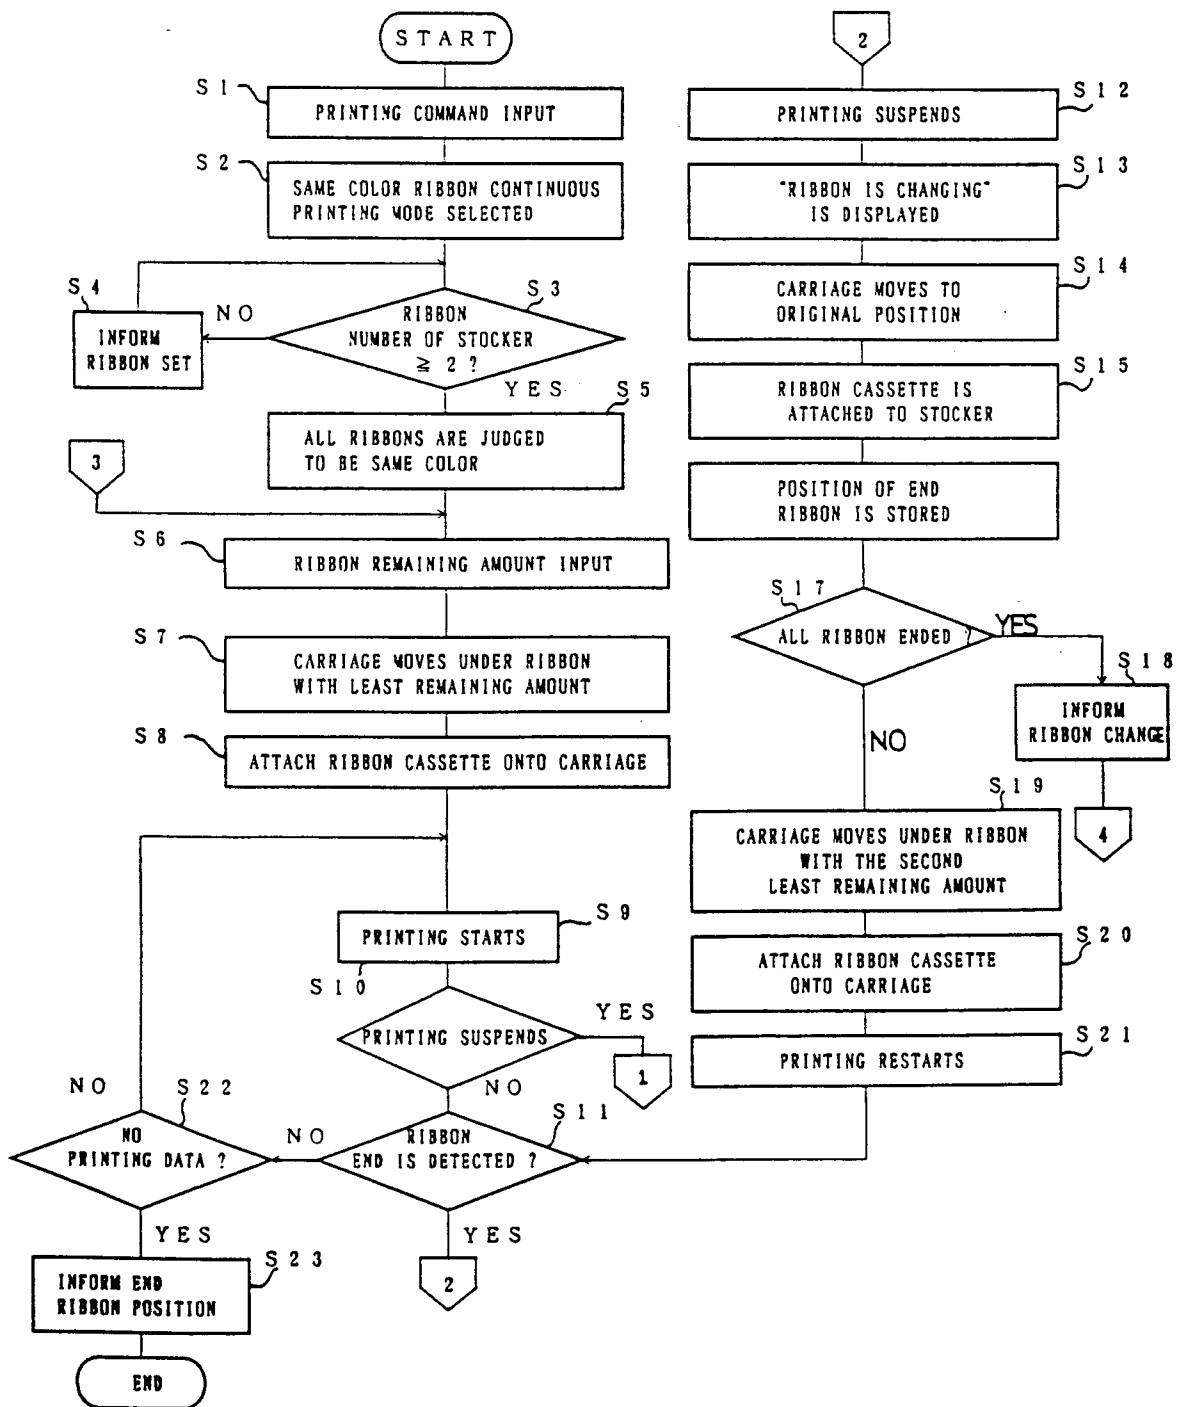 START
S1
PRINTING COMMAND INPUT
S2
SAME COLOR RIBBON CONTINUOUS
PRINTING MODE SELECTED
S3
RIBBON
NUMBER OF STOCKER
≧ 2 ?
NO
S4
INFORM
RIBBON SET
YES
S5
ALL RIBBONS ARE JUDGED
TO BE SAME COLOR
3
S6
RIBBON REMAINING AMOUNT INPUT
S7
CARRIAGE MOVES UNDER RIBBON
WITH LEAST REMAINING AMOUNT
S8
ATTACH RIBBON CASSETTE ONTO CARRIAGE
S9
PRINTING STARTS
S10
PRINTING SUSPENDS
YES
1
NO
S11
RIBBON
END IS DETECTED ?
NO
YES
2
S22
NO
PRINTING DATA ?
NO
YES
S23
INFORM END
RIBBON POSITION
END
2
S12
PRINTING SUSPENDS
S13
"RIBBON IS CHANGING"
IS DISPLAYED
S14
CARRIAGE MOVES TO
ORIGINAL POSITION
S15
RIBBON CASSETTE IS
ATTACHED TO STOCKER
POSITION OF END
RIBBON IS STORED
S17
ALL RIBBON ENDED ?
YES
S18
INFORM
RIBBON CHANGE
4
NO
S19
CARRIAGE MOVES UNDER RIBBON
WITH THE SECOND
LEAST REMAINING AMOUNT
S20
ATTACH RIBBON CASSETTE
ONTO CARRIAGE
S21
PRINTING RESTARTS